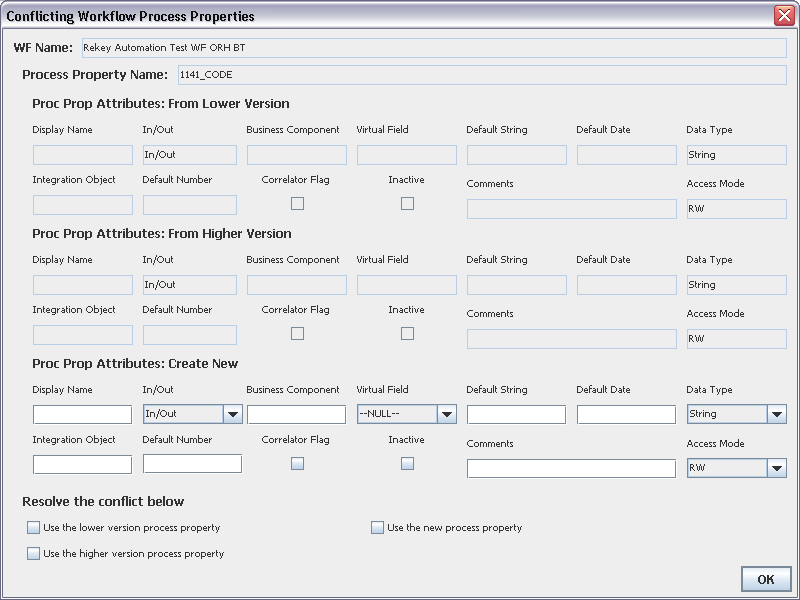 Conflicting Workflow Process Properties
WF Name: Rekey Automation Test WF ORH BT
Process Property Name: 1141_CODE
Proc Prop Attributes: From Lower Version
Display Name In/Out Business Component Virtual Field Default String Default Date Data Type
In/Out String
Integration Object Default Number Correlator Flag Inactive Comments Access Mode
RW
Proc Prop Attributes: From Higher Version
Display Name In/Out Business Component Virtual Field Default String Default Date Data Type
In/Out String
Integration Object Default Number Correlator Flag Inactive Comments Access Mode
RW
Proc Prop Attributes: Create New
Display Name In/Out Business Component Virtual Field Default String Default Date Data Type
In/Out --NULL-- String
Integration Object Default Number Correlator Flag Inactive Comments Access Mode
RW
Resolve the conflict below
Use the lower version process property Use the new process property
Use the higher version process property
OK